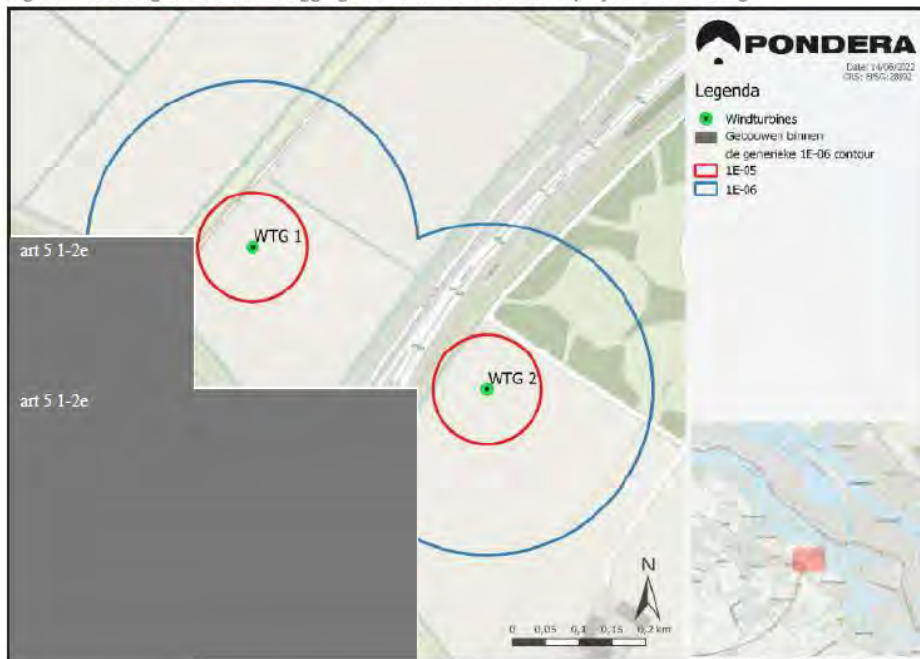 PONDERA
Date: 14/06/2022
CRS: EPSG:28992
Legenda
Windturbines
Gebouwen binnen
de generieke 1E-06 contour
1E-05
1E-06
WTG 1
art 5 1-2e
WTG 2
art 5 1-2e
N
0 0,05 0,1 0,15 0,2 km